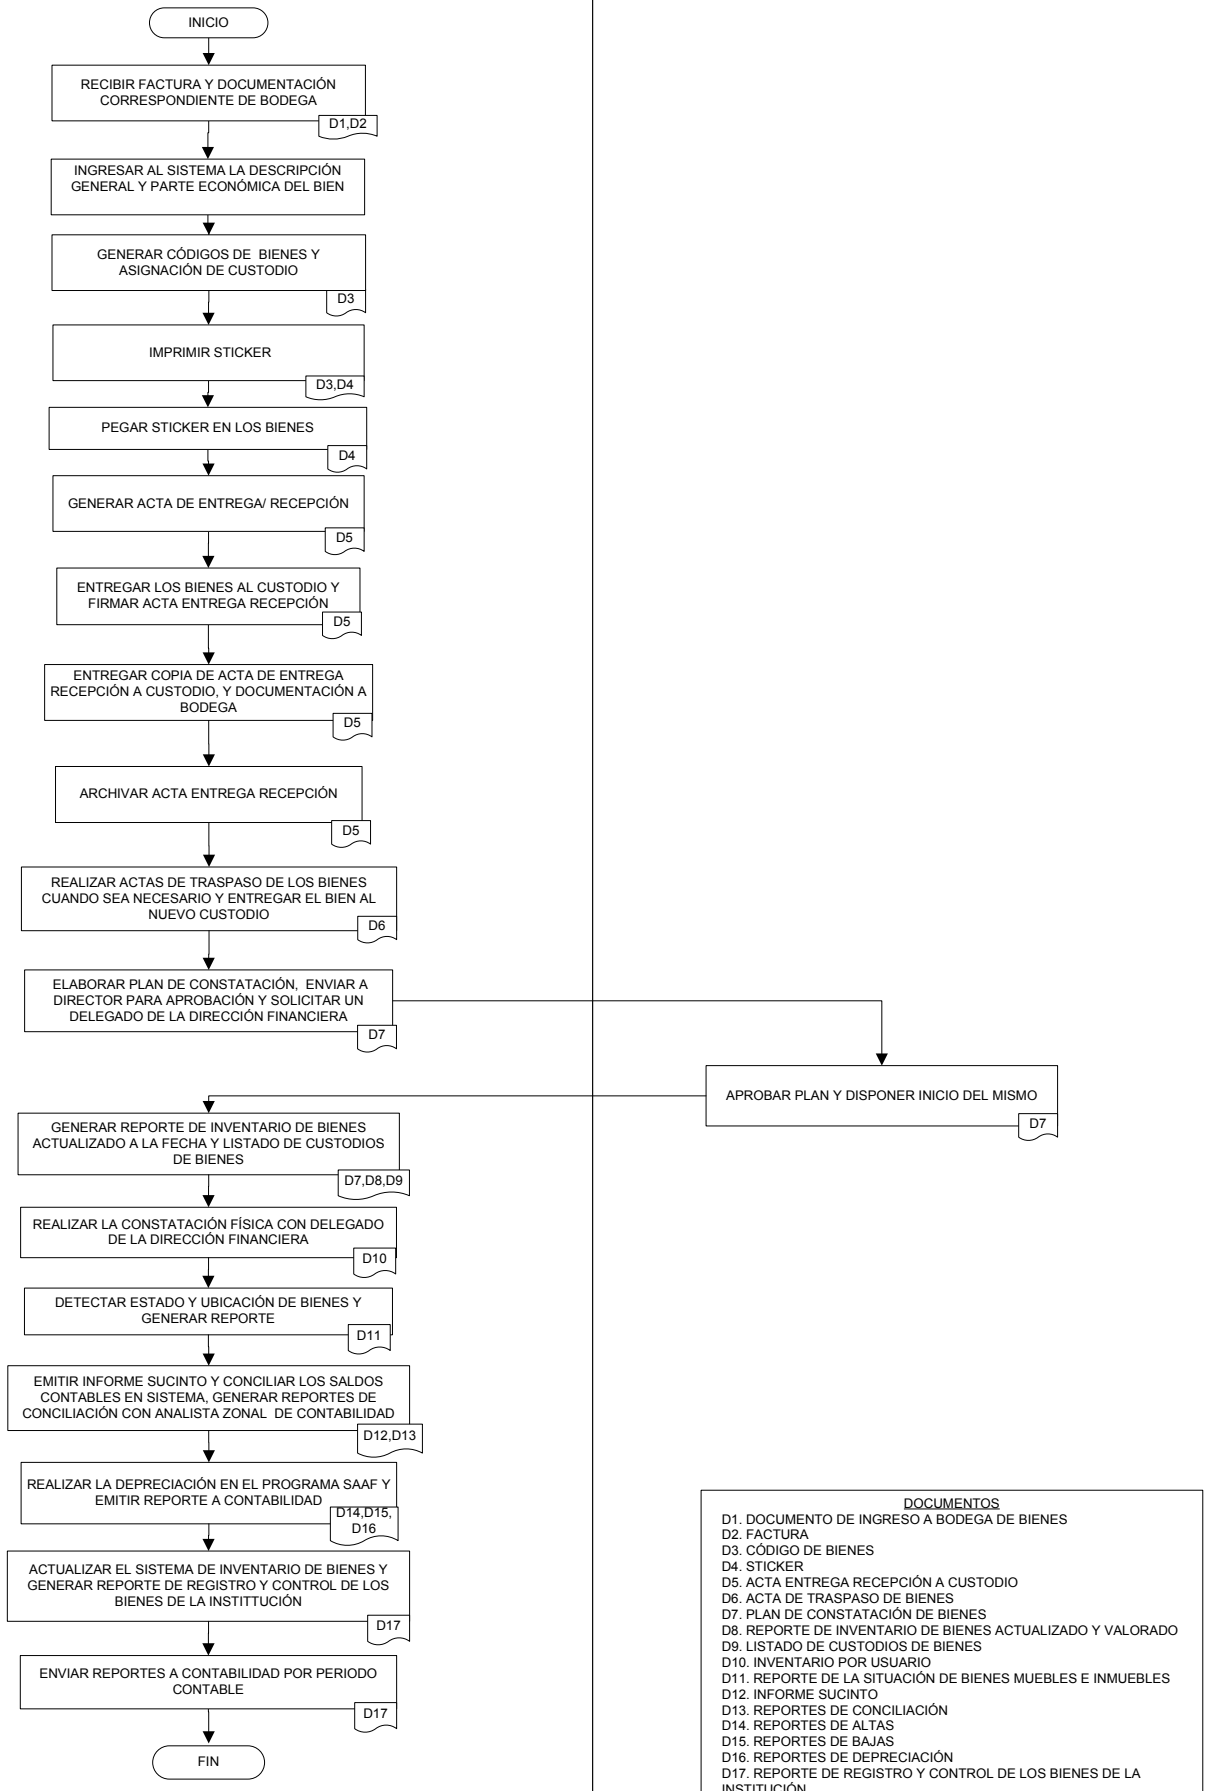 INICIO
RECIBIR FACTURA Y DOCUMENTACIÓN
CORRESPONDIENTE DE BODEGA
D1,D2
INGRESAR AL SISTEMA LA DESCRIPCIÓN
GENERAL Y PARTE ECONÓMICA DEL BIEN
GENERAR CÓDIGOS DE BIENES Y
ASIGNACIÓN DE CUSTODIO
D3
IMPRIMIR STICKER
D3,D4
PEGAR STICKER EN LOS BIENES
D4
GENERAR ACTA DE ENTREGA/ RECEPCIÓN
D5
ENTREGAR LOS BIENES AL CUSTODIO Y
FIRMAR ACTA ENTREGA RECEPCIÓN
D5
ENTREGAR COPIA DE ACTA DE ENTREGA
RECEPCIÓN A CUSTODIO, Y DOCUMENTACIÓN A
BODEGA
D5
ARCHIVAR ACTA ENTREGA RECEPCIÓN
D5
REALIZAR ACTAS DE TRASPASO DE LOS BIENES
CUANDO SEA NECESARIO Y ENTREGAR EL BIEN AL
NUEVO CUSTODIO
D6
ELABORAR PLAN DE CONSTATACIÓN, ENVIAR A
DIRECTOR PARA APROBACIÓN Y SOLICITAR UN
DELEGADO DE LA DIRECCIÓN FINANCIERA
D7
APROBAR PLAN Y DISPONER INICIO DEL MISMO
D7
GENERAR REPORTE DE INVENTARIO DE BIENES
ACTUALIZADO A LA FECHA Y LISTADO DE CUSTODIOS
DE BIENES
D7,D8,D9
REALIZAR LA CONSTATACIÓN FÍSICA CON DELEGADO
DE LA DIRECCIÓN FINANCIERA
D10
DETECTAR ESTADO Y UBICACIÓN DE BIENES Y
GENERAR REPORTE
D11
EMITIR INFORME SUCINTO Y CONCILIAR LOS SALDOS
CONTABLES EN SISTEMA, GENERAR REPORTES DE
CONCILIACIÓN CON ANALISTA ZONAL DE CONTABILIDAD
D12,D13
REALIZAR LA DEPRECIACIÓN EN EL PROGRAMA SAAF Y
EMITIR REPORTE A CONTABILIDAD
D14,D15,
D16
ACTUALIZAR EL SISTEMA DE INVENTARIO DE BIENES Y
GENERAR REPORTE DE REGISTRO Y CONTROL DE LOS
BIENES DE LA INSTITTUCIÓN
D17
ENVIAR REPORTES A CONTABILIDAD POR PERIODO
CONTABLE
D17
FIN
DOCUMENTOS
D1. DOCUMENTO DE INGRESO A BODEGA DE BIENES
D2. FACTURA
D3. CÓDIGO DE BIENES
D4. STICKER
D5. ACTA ENTREGA RECEPCIÓN A CUSTODIO
D6. ACTA DE TRASPASO DE BIENES
D7. PLAN DE CONSTATACIÓN DE BIENES
D8. REPORTE DE INVENTARIO DE BIENES ACTUALIZADO Y VALORADO
D9. LISTADO DE CUSTODIOS DE BIENES
D10. INVENTARIO POR USUARIO
D11. REPORTE DE LA SITUACIÓN DE BIENES MUEBLES E INMUEBLES
D12. INFORME SUCINTO
D13. REPORTES DE CONCILIACIÓN
D14. REPORTES DE ALTAS
D15. REPORTES DE BAJAS
D16. REPORTES DE DEPRECIACIÓN
D17. REPORTE DE REGISTRO Y CONTROL DE LOS BIENES DE LA
INSTITUCIÓN